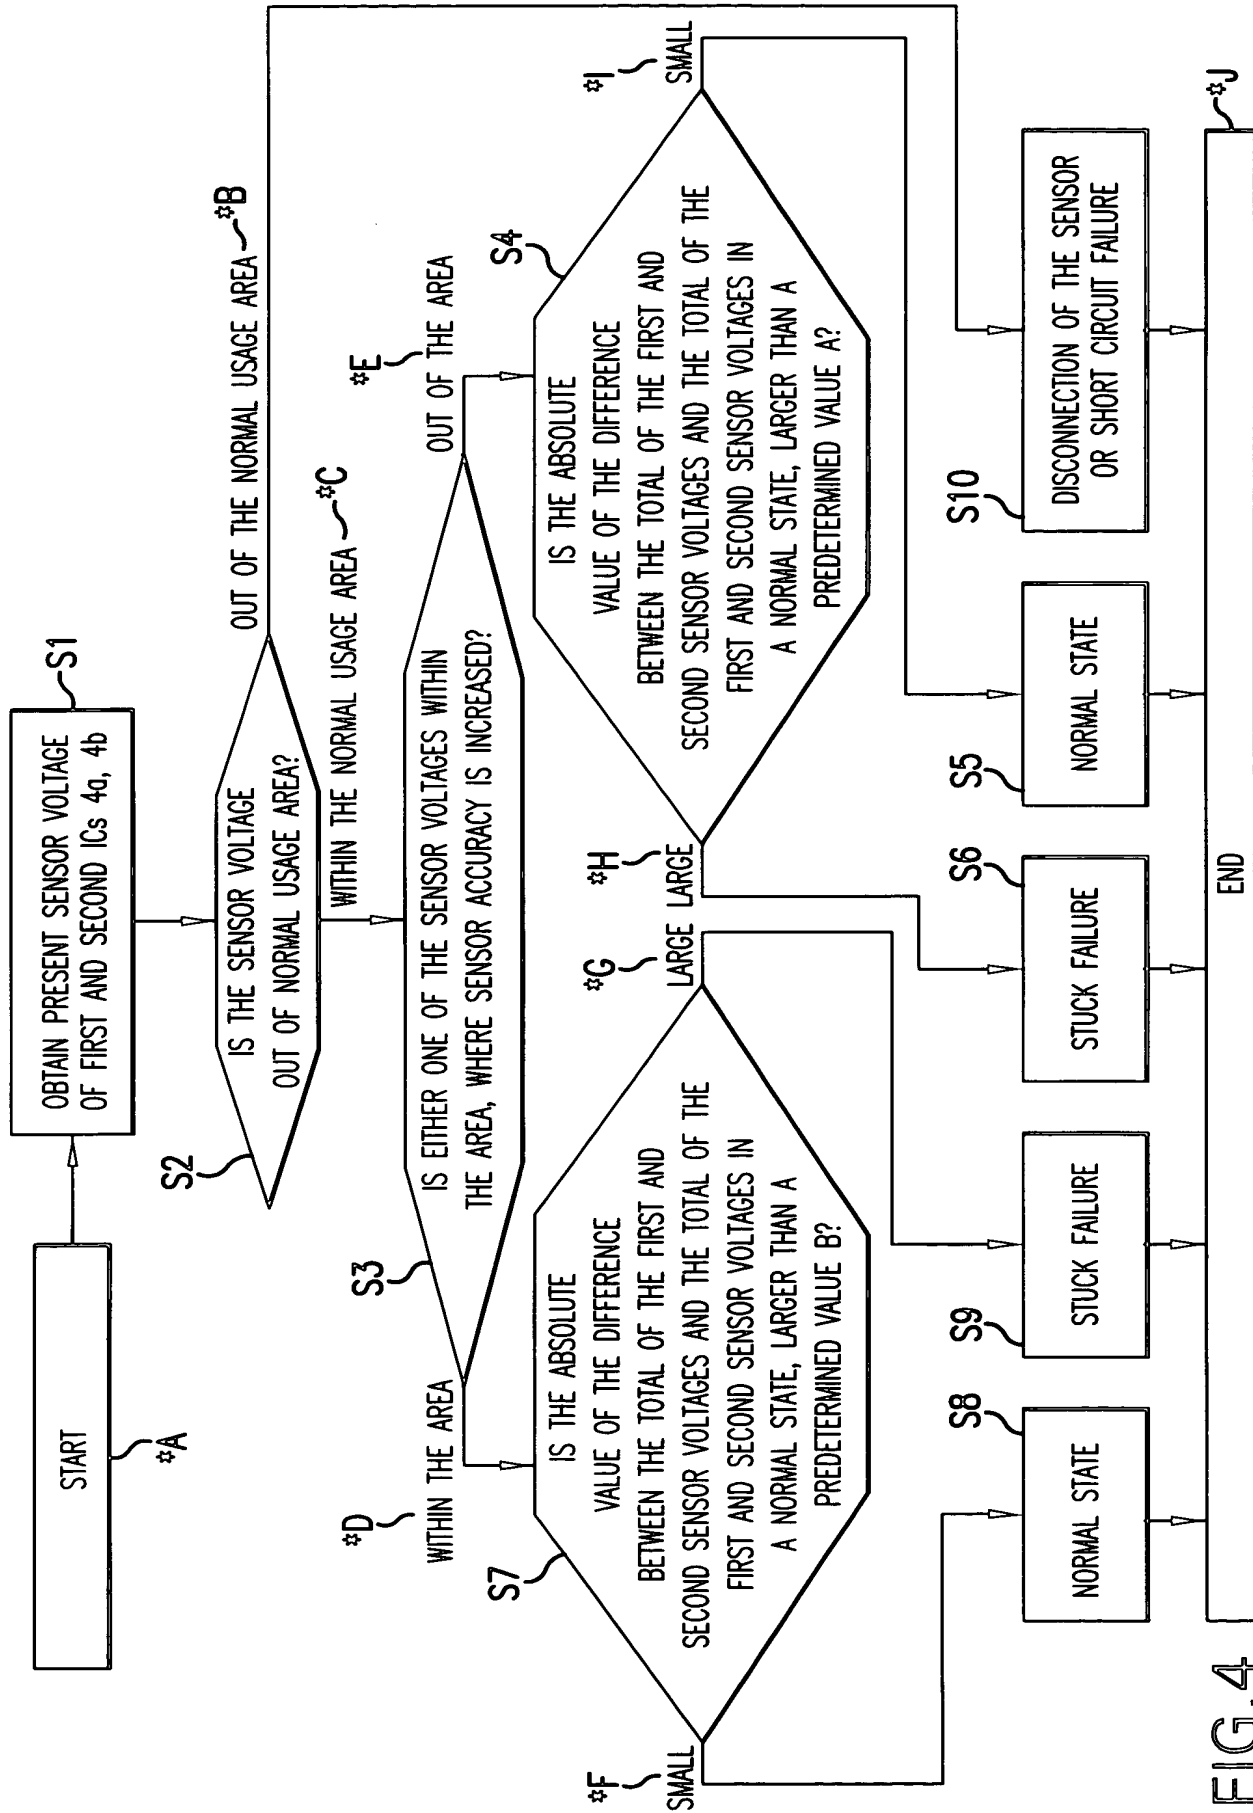 START
*A
OBTAIN PRESENT SENSOR VOLTAGE
OF FIRST AND SECOND ICs 4a, 4b
S1
S2
IS THE SENSOR VOLTAGE
OUT OF NORMAL USAGE AREA?
OUT OF THE NORMAL USAGE AREA
*B
WITHIN THE NORMAL USAGE AREA
*C
S3
IS EITHER ONE OF THE SENSOR VOLTAGES WITHIN
THE AREA, WHERE SENSOR ACCURACY IS INCREASED?
*D
WITHIN THE AREA
*E
OUT OF THE AREA
S7
IS THE ABSOLUTE
VALUE OF THE DIFFERENCE
BETWEEN THE TOTAL OF THE FIRST AND
SECOND SENSOR VOLTAGES AND THE TOTAL OF THE
FIRST AND SECOND SENSOR VOLTAGES IN
A NORMAL STATE, LARGER THAN A
PREDETERMINED VALUE B?
S4
IS THE ABSOLUTE
VALUE OF THE DIFFERENCE
BETWEEN THE TOTAL OF THE FIRST AND
SECOND SENSOR VOLTAGES AND THE TOTAL OF THE
FIRST AND SECOND SENSOR VOLTAGES IN
A NORMAL STATE, LARGER THAN A
PREDETERMINED VALUE A?
*F
SMALL
*G
LARGE
*H
LARGE
*I
SMALL
S8
NORMAL STATE
S9
STUCK FAILURE
S6
STUCK FAILURE
S5
NORMAL STATE
S10
DISCONNECTION OF THE SENSOR
OR SHORT CIRCUIT FAILURE
END
*J
FIG. 4